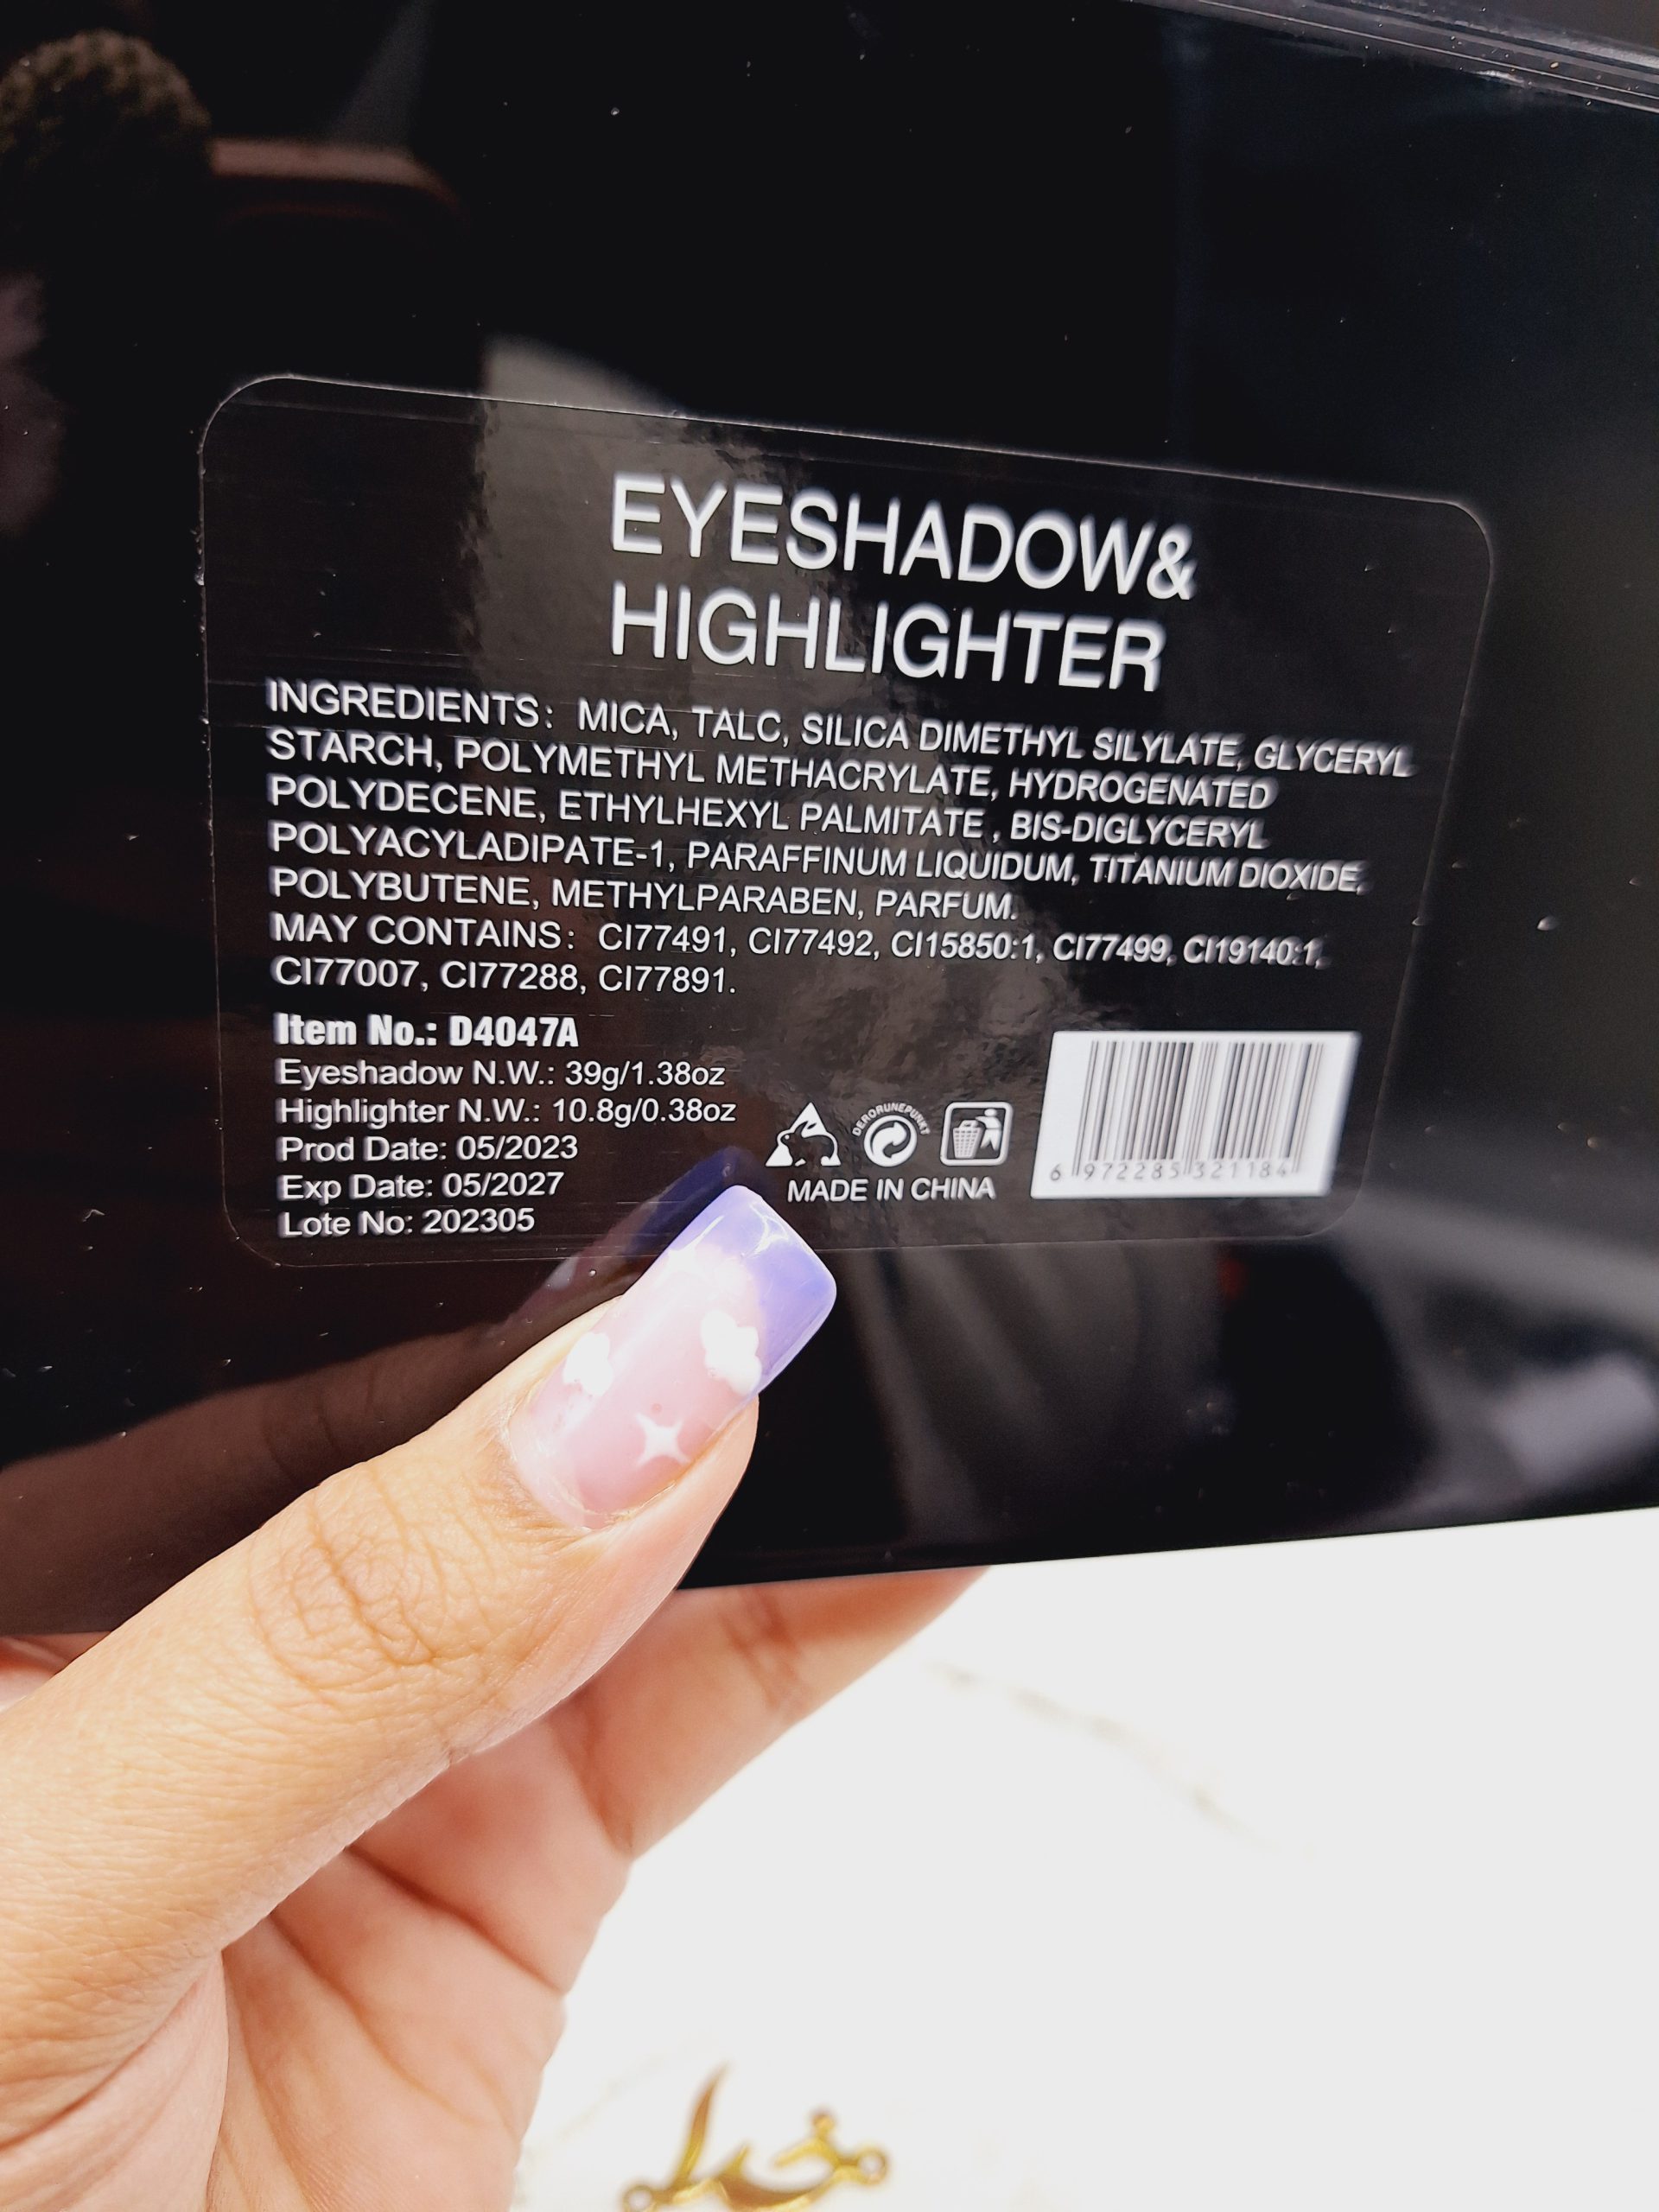 EYESHADOW&
HIGHLIGHTER
INGREDIENTS: MICA, TALC, SILICA DIMETHYL SILYLATE, GLYCERYL
STARCH, POLYMETHYL METHACRYLATE, HYDROGENATED
POLYDECENE, ETHYLHEXYL PALMITATE , BIS-DIGLYCERYL
POLYACYLADIPATE-1, PARAFFINUM LIQUIDUM, TITANIUM DIOXIDE,
POLYBUTENE, METHYLPARABEN, PARFUM.
MAY CONTAINS: CI77491, CI77492, CI15850:1, CI77499, CI19140:1,
CI77007, CI77288, CI77891.
Item No.: D4047A
Eyeshadow N.W.: 39g/1.38oz
Highlighter N.W.: 10.8g/0.38oz
Prod Date: 05/2023
Exp Date: 05/2027
Lote No: 202305
DERORUNEPUNKT
MADE IN CHINA
6 972285 321184